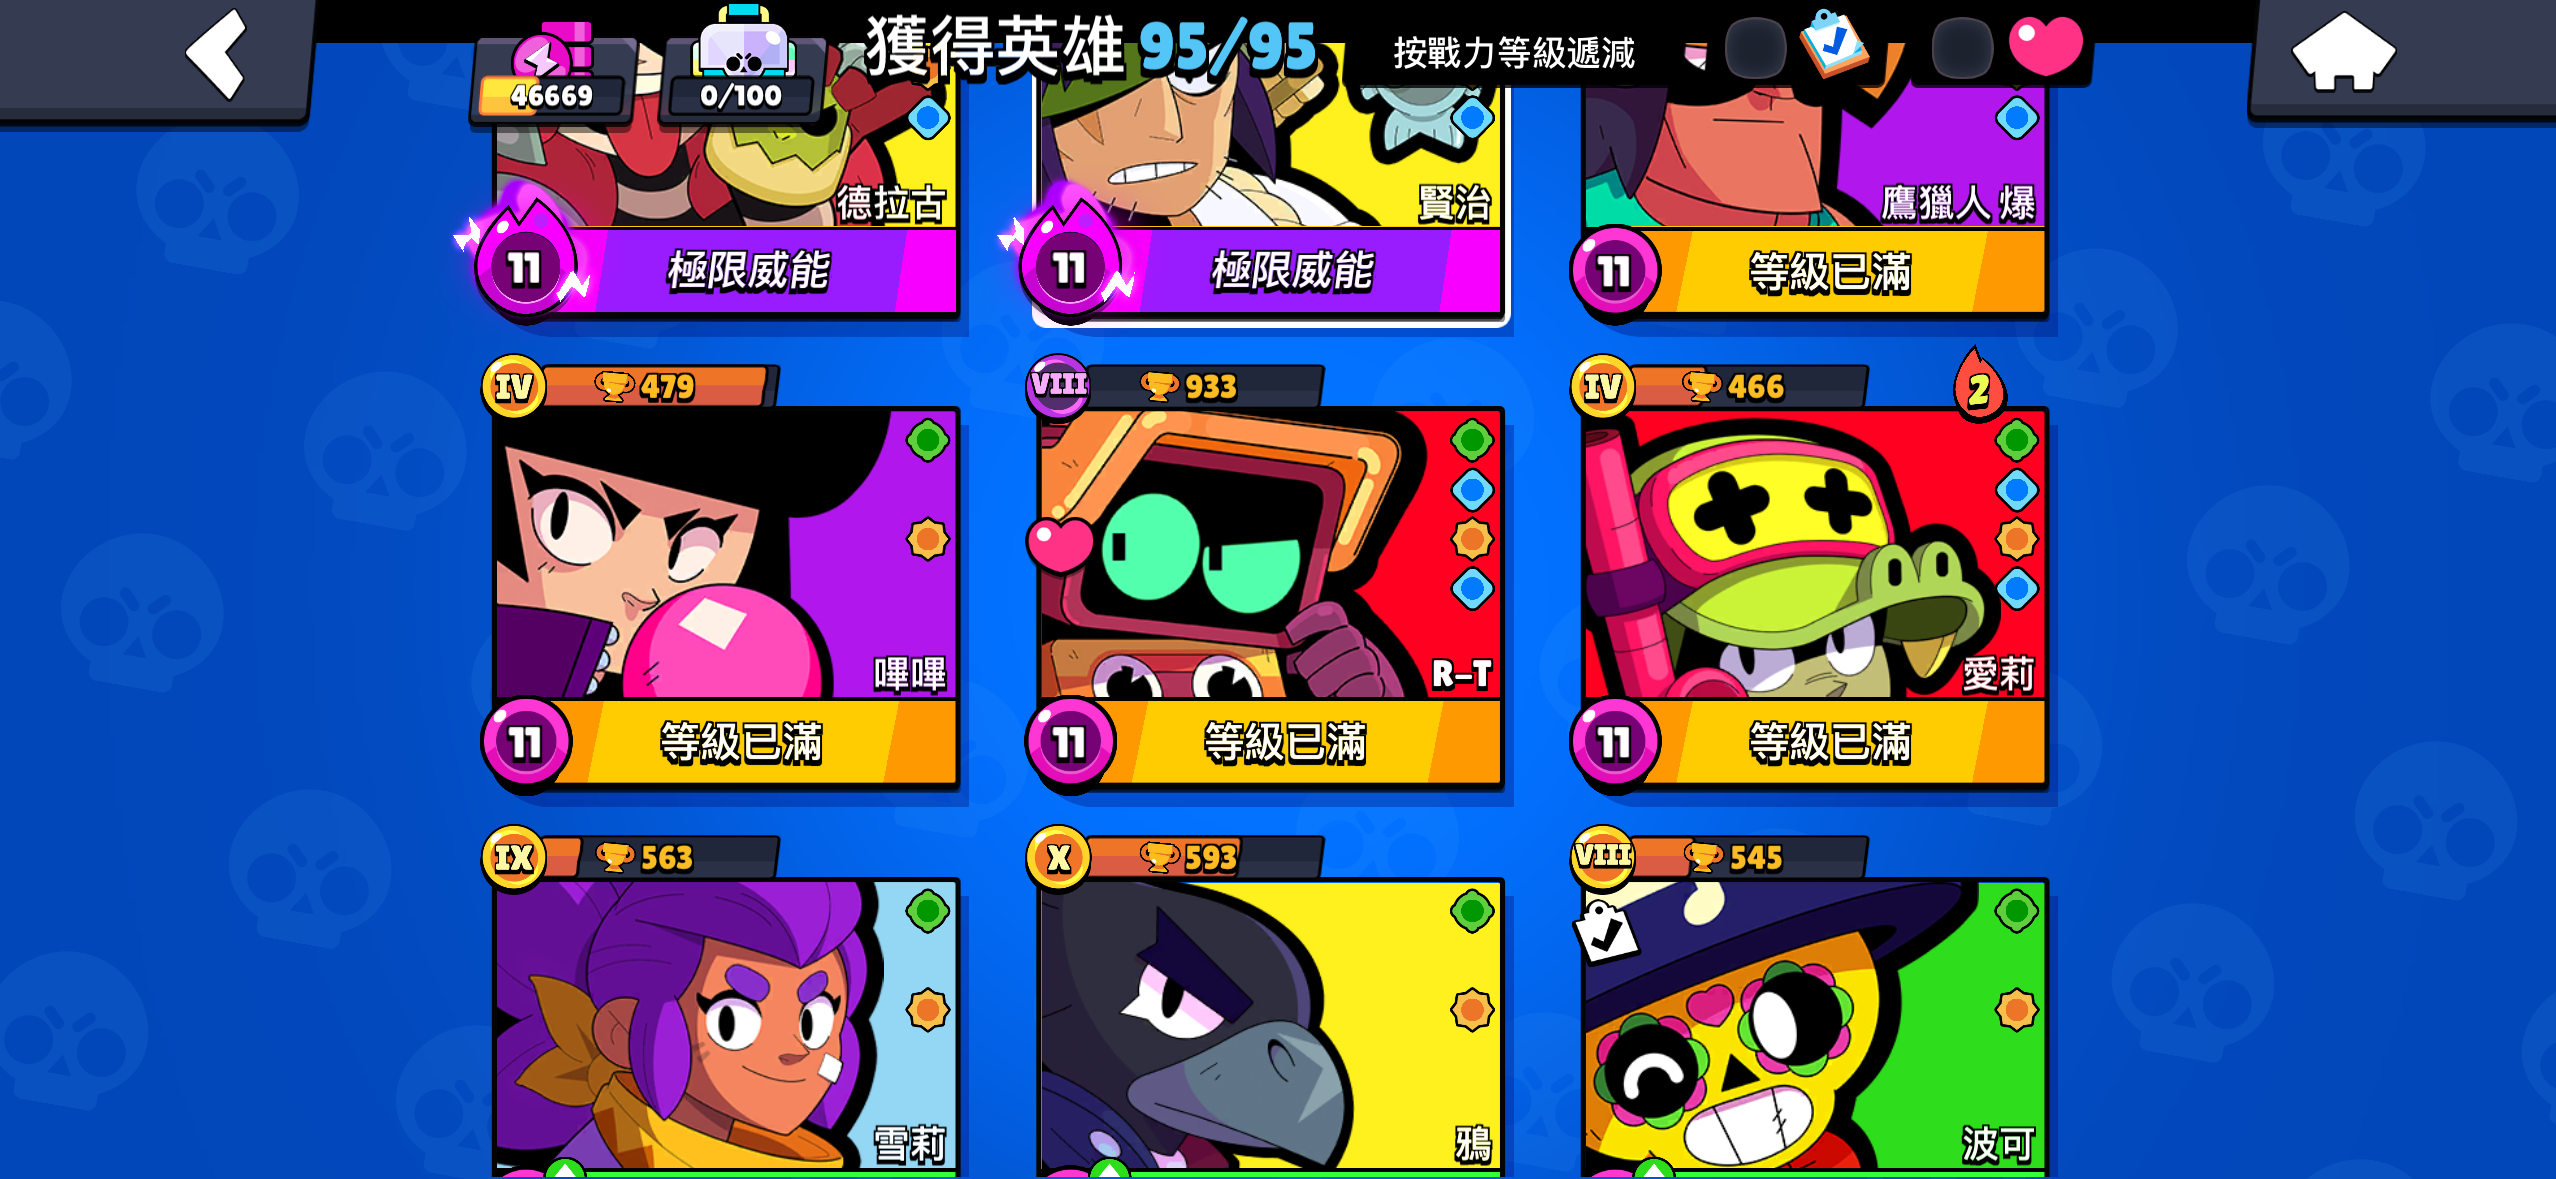 獲得英雄 95/95
按戰力等級遞減
46669
0/100
德拉古
賢治
鷹獵人 爆
11 極限威能
11 極限威能
11 等級已滿
IV 479
VIII 933
IV 466
2
嗶嗶
R-T
愛莉
11 等級已滿
11 等級已滿
11 等級已滿
IX 563
X 593
VIII 545
雪莉
鴉
波可